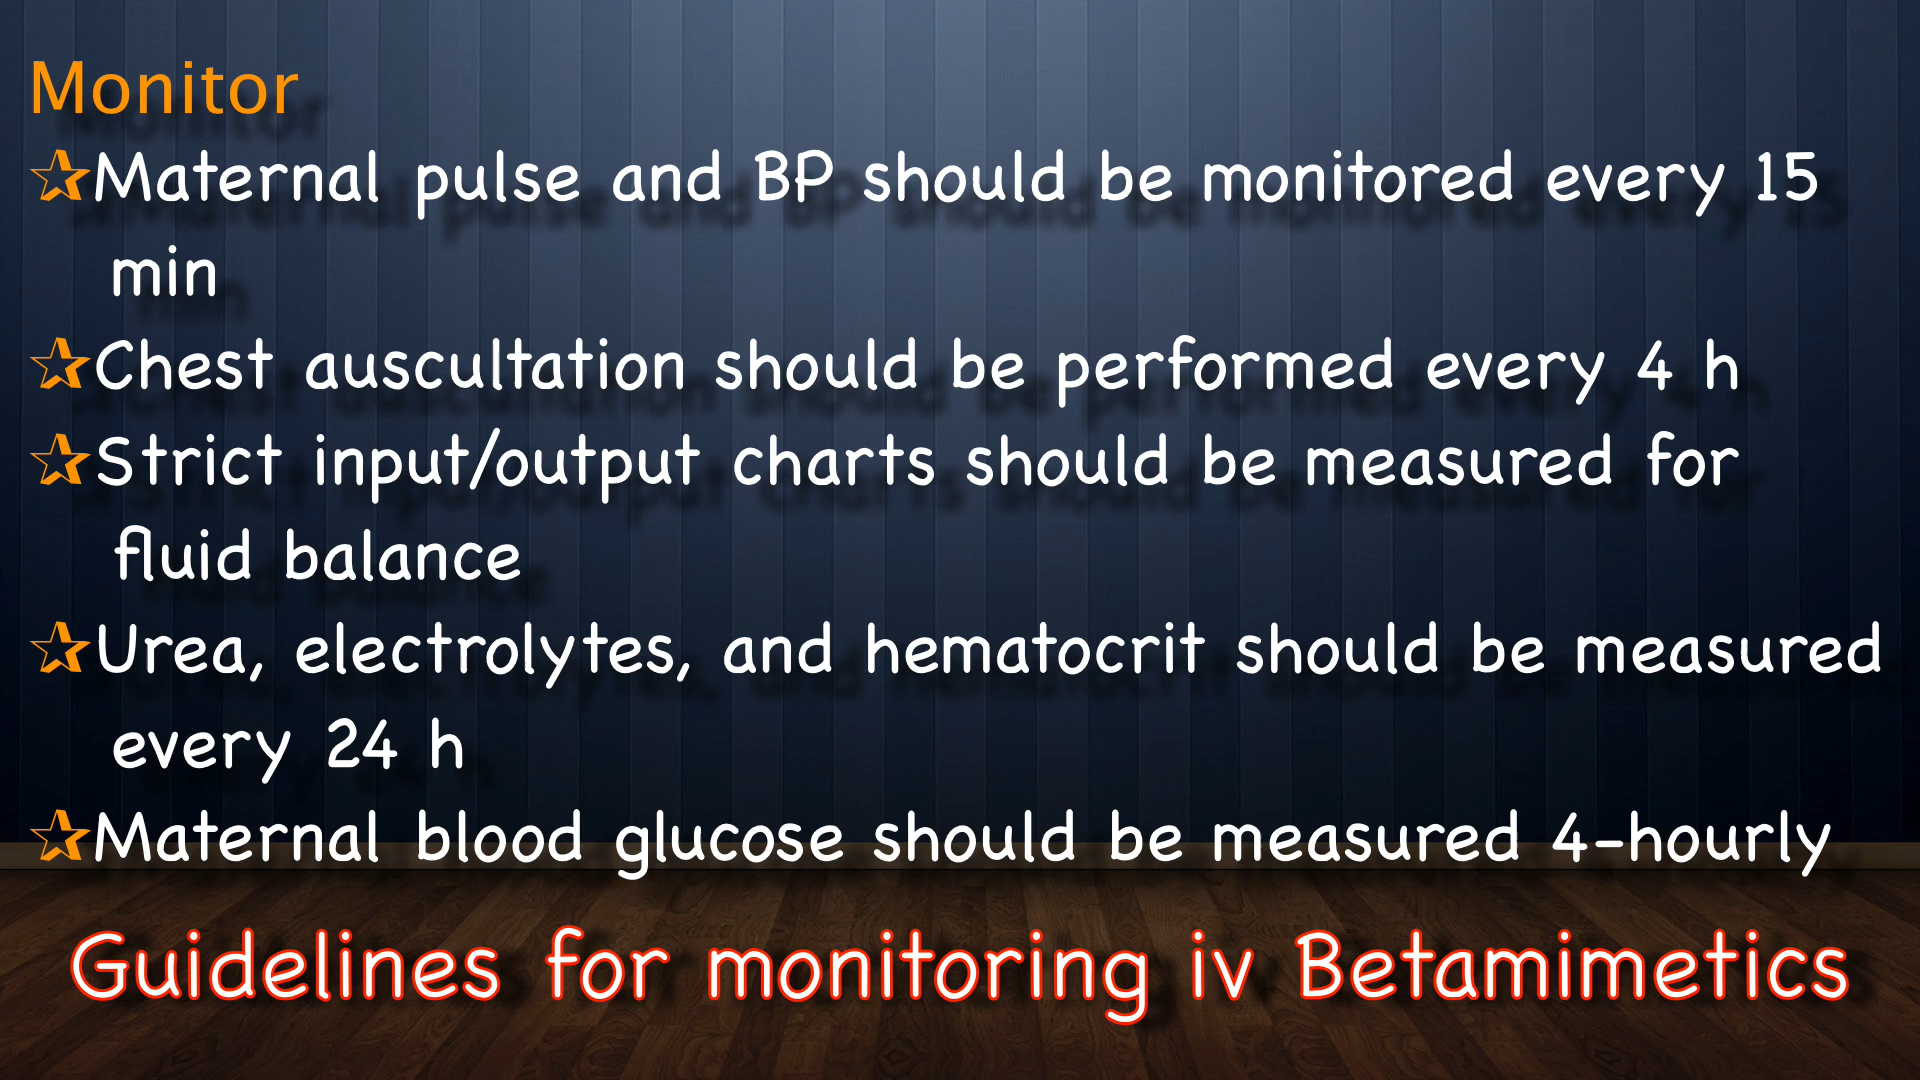 Monitor
☆Maternal pulse and BP should be monitored every 15
min
☆Chest auscultation should be performed every 4 h
☆Strict input/output charts should be measured for
fluid balance
☆Urea, electrolytes, and hematocrit should be measured
every 24 h
☆Maternal blood glucose should be measured 4-hourly
Guidelines for monitoring iv Betamimetics